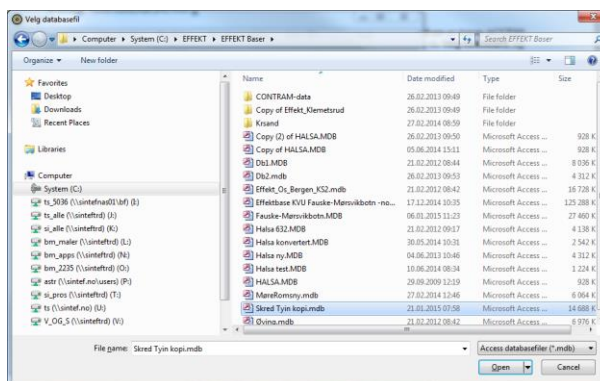 Velg databasefil
Computer ▸ System (C:) ▸ EFFEKT ▸ EFFEKT Baser ▸
Search EFFEKT Baser
Organize New folder
Favorites
Desktop
Downloads
Recent Places
Libraries
Computer
System (C:)
ts_5036 (\\sintefnas01\bf) (I:)
ts_alle (\\sinteftrd) (J:)
si_alle (\\sinteftrd) (K:)
bm_maler (\\sinteftrd) (L:)
bm_apps (\\sinteftrd) (N:)
bm_2235 (\\sinteftrd) (O:)
astr (\\sintef.no\users) (P:)
si_pros (\\sinteftrd) (T:)
ts (\\sintef.no) (U:)
V_OG_S (\\sinteftrd) (V:)
Name Date modified Type Size
CONTRAM-data 26.02.2013 09:49 File folder
Copy of Effekt_Klemetsrud 26.02.2013 09:49 File folder
Krsand 27.02.2014 08:59 File folder
Copy (2) of HALSA.MDB 26.02.2013 09:50 Microsoft Access ... 928 K
Copy of HALSA.MDB 05.06.2014 15:11 Microsoft Access ... 928 K
Db1.MDB 21.02.2012 08:44 Microsoft Access ... 8 036 K
Db2.mdb 26.02.2013 09:53 Microsoft Access ... 4 312 K
Effekt_Os_Bergen_KS2.mdb 21.02.2012 08:42 Microsoft Access ... 16 728 K
Effektbase KVU Fauske-Mørsvikbotn -no... 17.12.2014 10:35 Microsoft Access ... 125 288 K
Fauske-Mørsvikbotn.MDB 06.01.2015 11:23 Microsoft Access ... 27 460 K
Halsa 632.MDB 21.02.2012 09:17 Microsoft Access ... 4 138 K
Halsa konvertert.MDB 30.05.2014 10:31 Microsoft Access ... 2 542 K
Halsa ny.MDB 04.06.2013 10:46 Microsoft Access ... 4 312 K
Halsa test.MDB 10.06.2014 08:34 Microsoft Access ... 1 224 K
HALSA.MDB 29.09.2009 12:19 Microsoft Access ... 928 K
MøreRomsny.mdb 27.02.2014 12:46 Microsoft Access ... 6 064 K
Skred Tyin kopi.mdb 21.01.2015 07:58 Microsoft Access ... 14 688 K
Øvina.mdb 21.02.2012 08:42 Microsoft Access ... 6 976 K
File name: Skred Tyin kopi.mdb
Access databasefiler (*.mdb)
Open Cancel